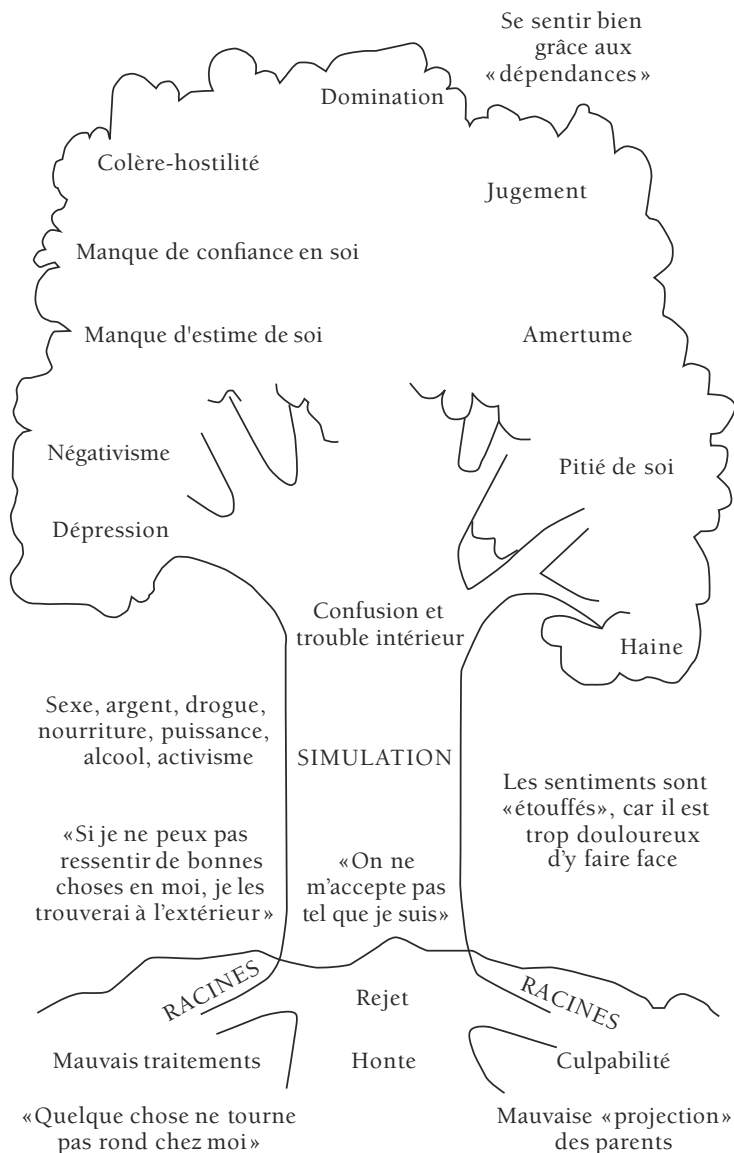 Se sentir bien
grâce aux
«dépendances»
Domination
Colère-hostilité
Jugement
Manque de confiance en soi
Manque d'estime de soi
Amertume
Négativisme
Pitié de soi
Dépression
Confusion et
trouble intérieur
Haine
Sexe, argent, drogue,
nourriture, puissance,
alcool, activisme
SIMULATION
Les sentiments sont
«étouffés», car il est
trop douloureux
d'y faire face
«Si je ne peux pas
ressentir de bonnes
choses en moi, je les
trouverai à l'extérieur»
«On ne
m'accepte pas
tel que je suis»
RACINES
Rejet
RACINES
Mauvais traitements
Honte
Culpabilité
«Quelque chose ne tourne
pas rond chez moi»
Mauvaise «projection»
des parents